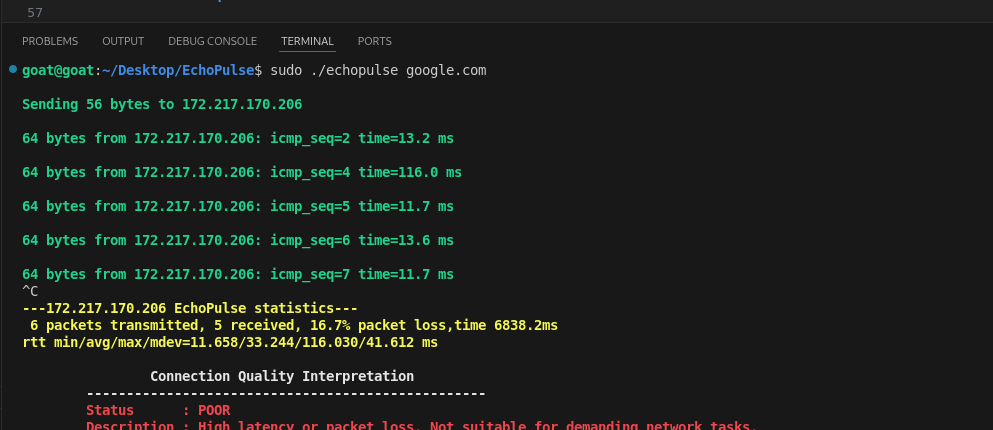 57
PROBLEMS OUTPUT DEBUG CONSOLE TERMINAL PORTS
goat@goat:~/Desktop/EchoPulse$ sudo ./echopulse google.com
Sending 56 bytes to 172.217.170.206
64 bytes from 172.217.170.206: icmp_seq=2 time=13.2 ms
64 bytes from 172.217.170.206: icmp_seq=4 time=116.0 ms
64 bytes from 172.217.170.206: icmp_seq=5 time=11.7 ms
64 bytes from 172.217.170.206: icmp_seq=6 time=13.6 ms
64 bytes from 172.217.170.206: icmp_seq=7 time=11.7 ms
^C
---172.217.170.206 EchoPulse statistics---
6 packets transmitted, 5 received, 16.7% packet loss,time 6838.2ms
rtt min/avg/max/mdev=11.658/33.244/116.030/41.612 ms
Connection Quality Interpretation
--------------------------------------------------
Status : POOR
Description : High latency or packet loss. Not suitable for demanding network tasks.